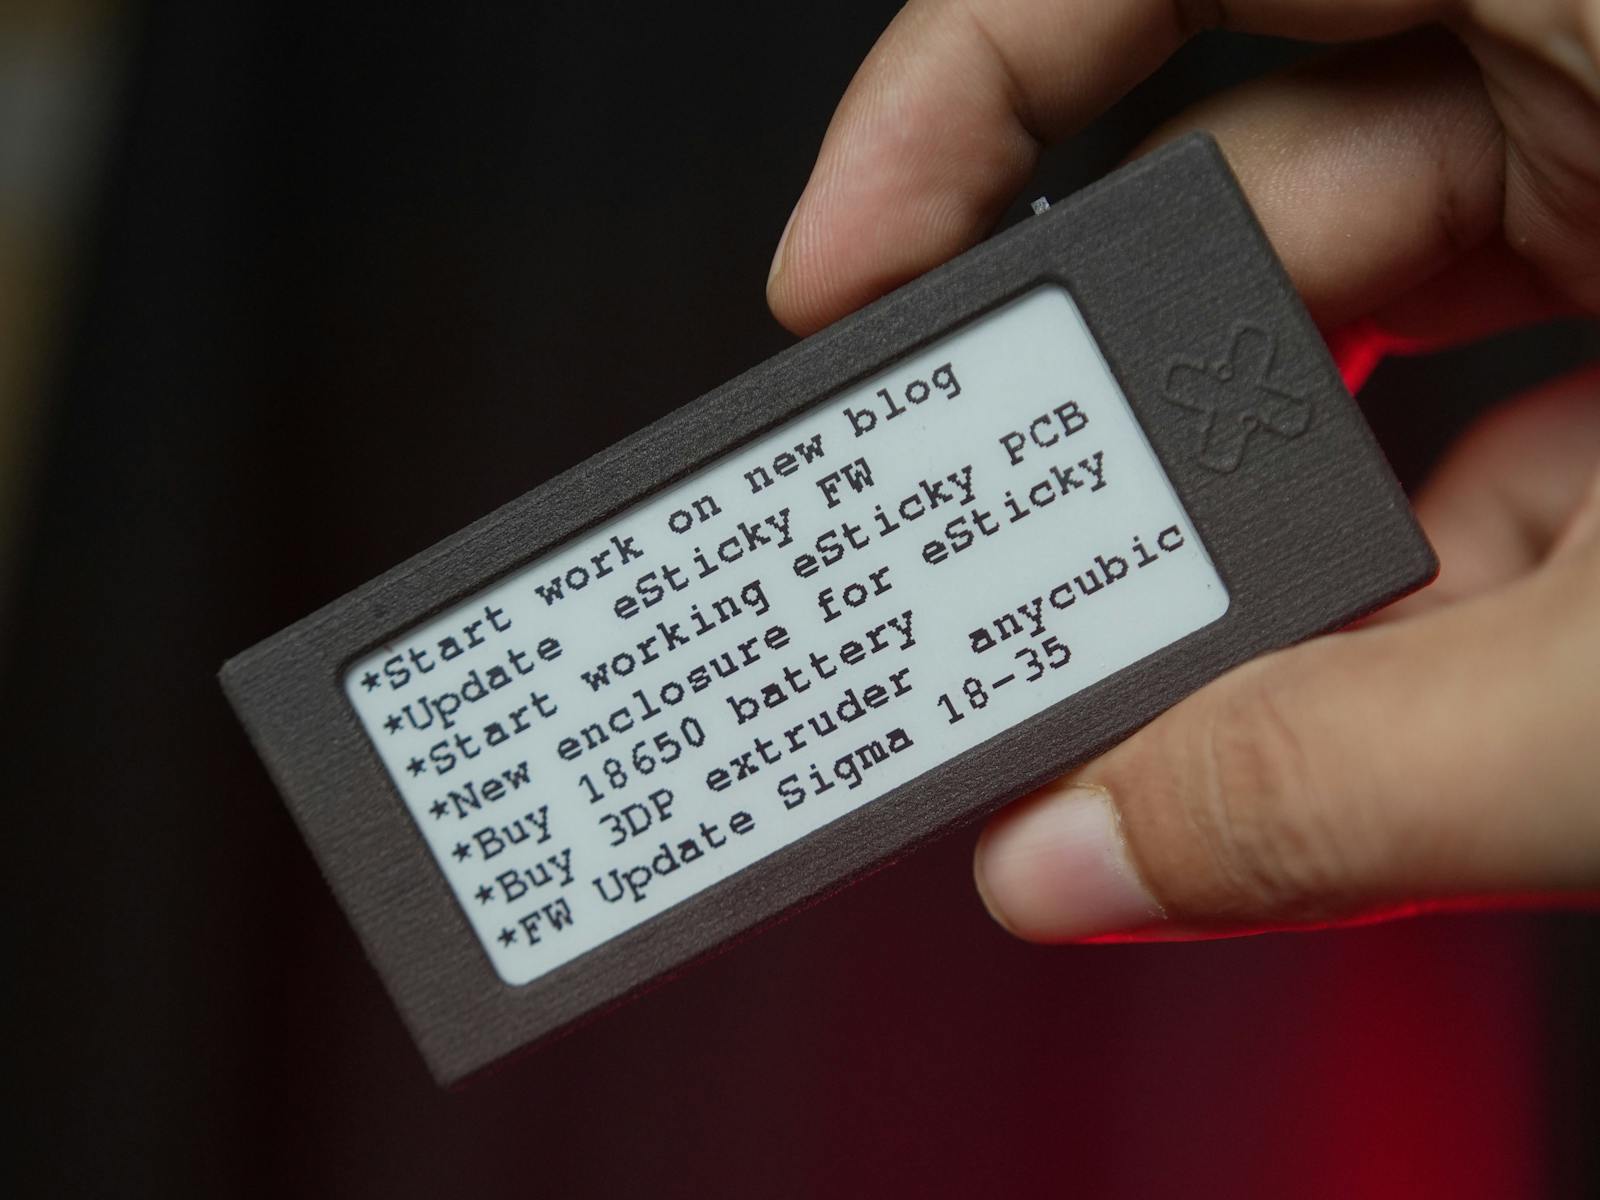 *Start work on new blog
*Update eSticky FW
*Start working eSticky PCB
*New enclosure for eSticky
*Buy 18650 battery
*Buy 3DP extruder anycubic
*FW Update Sigma 18-35